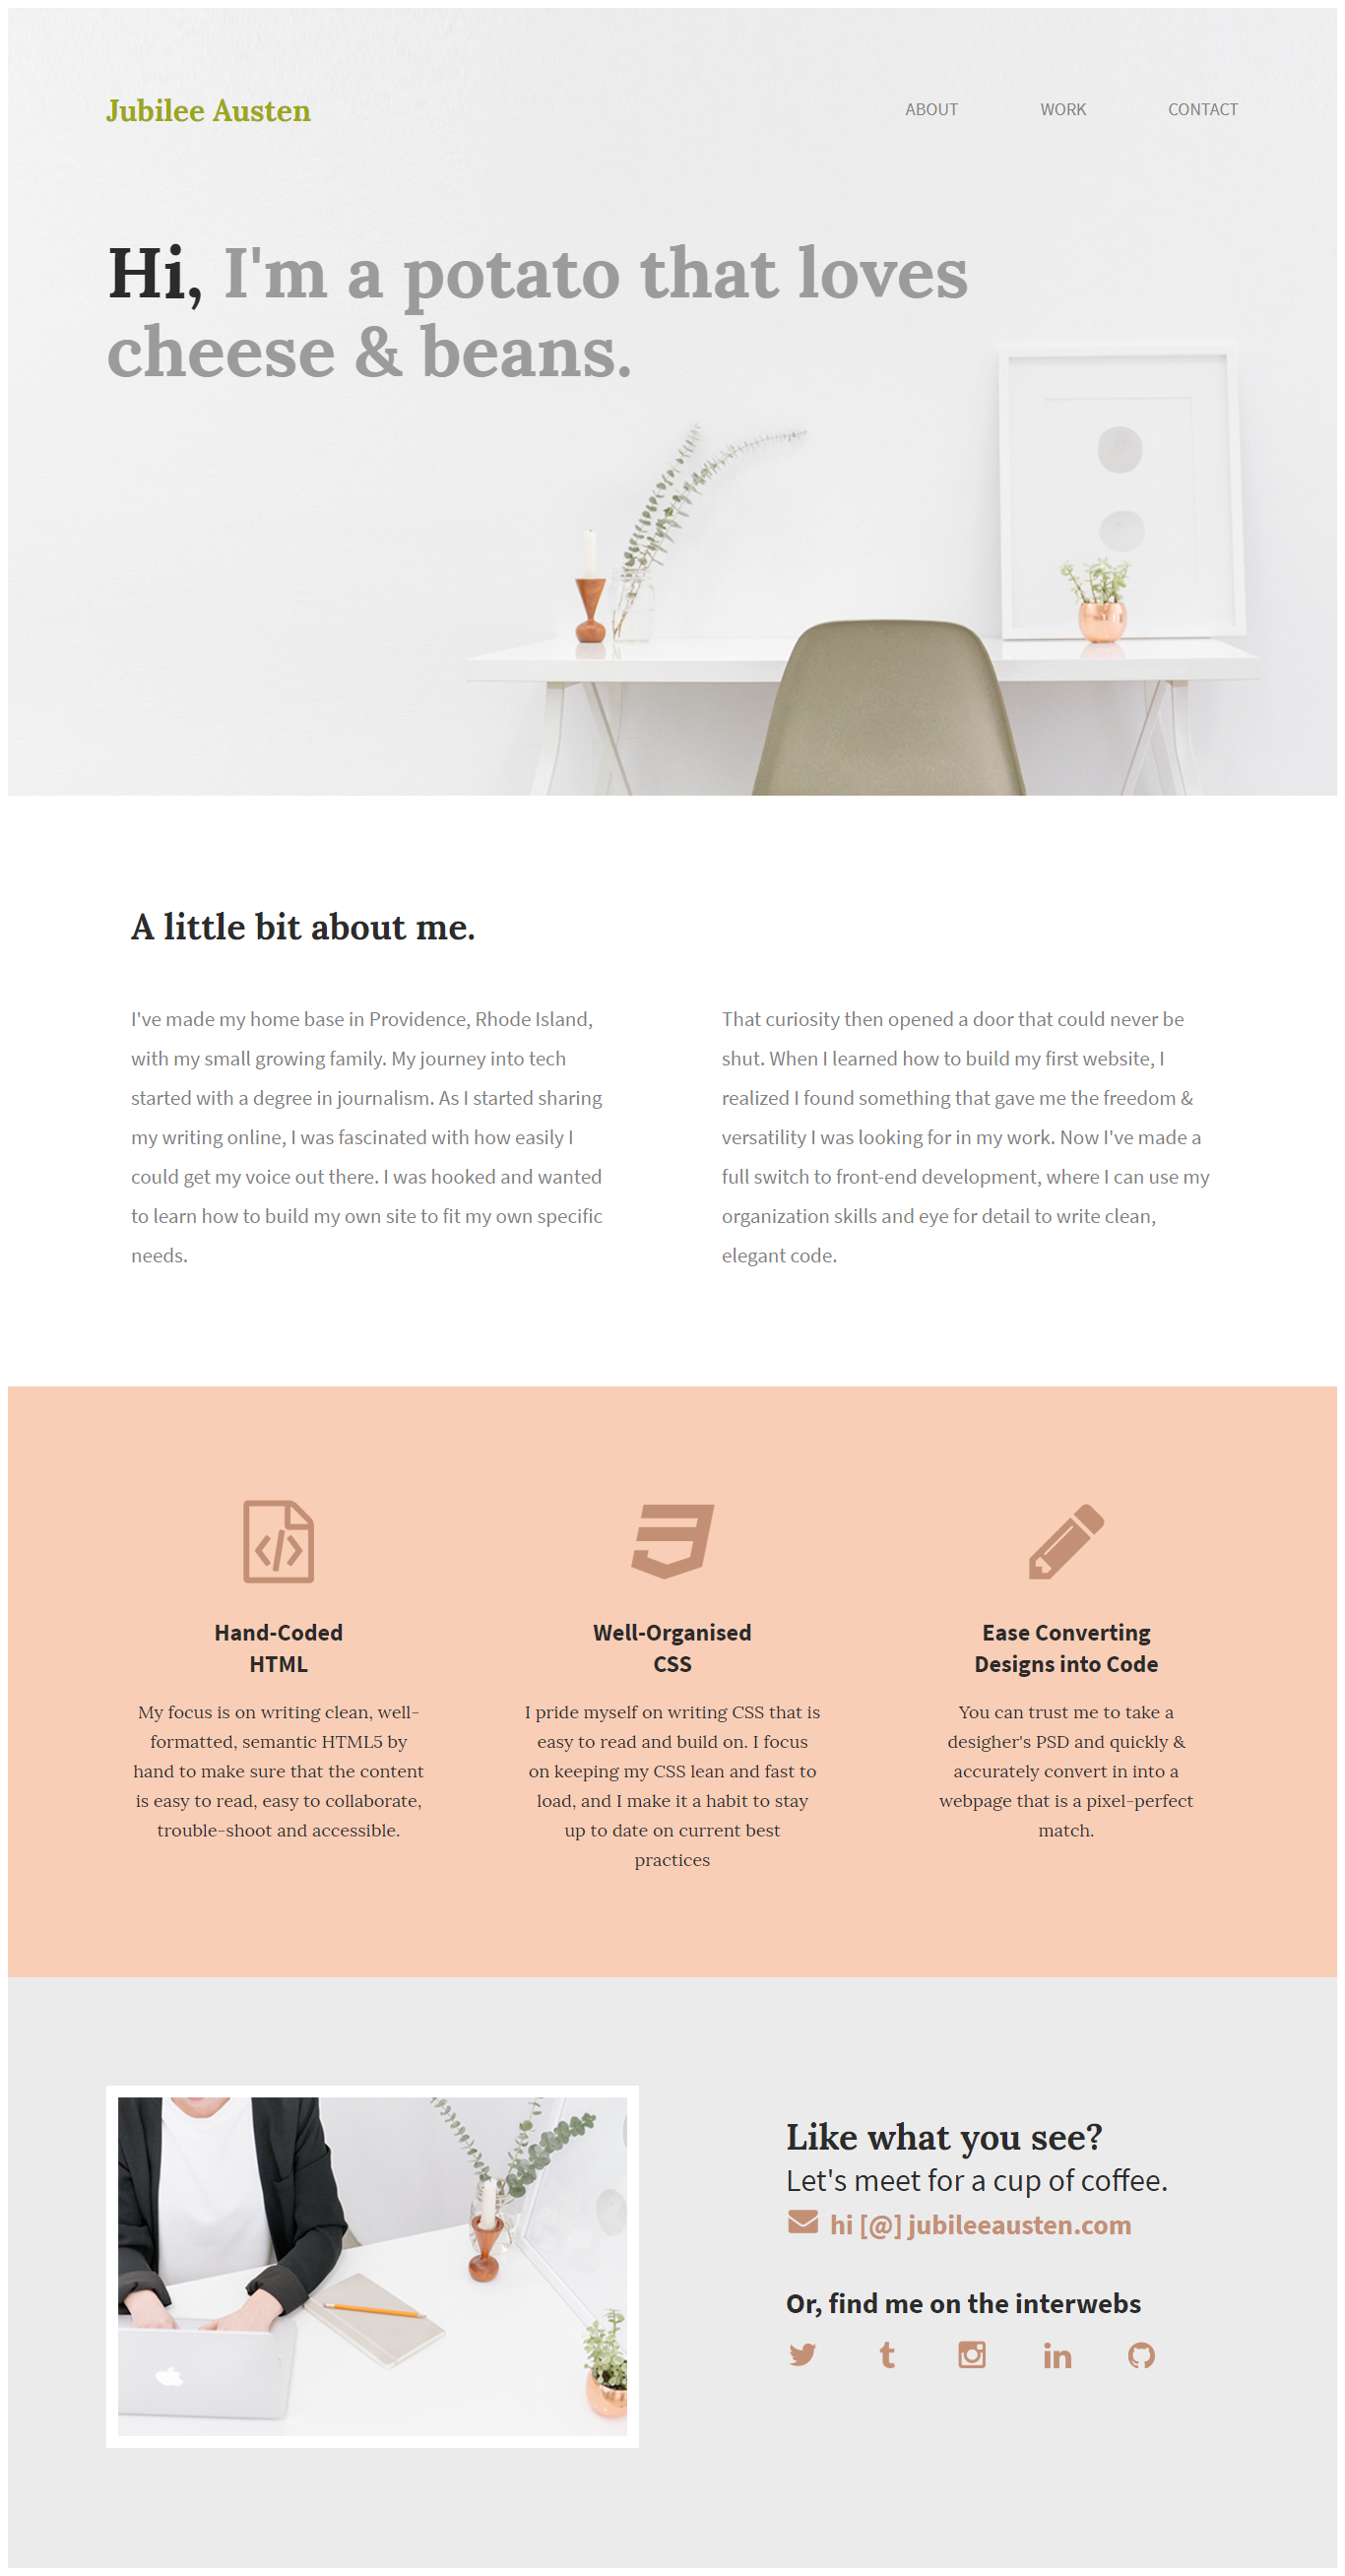 Jubilee Austen
ABOUT WORK CONTACT
Hi, I'm a potato that loves
cheese & beans.
A little bit about me.
I've made my home base in Providence, Rhode Island,
with my small growing family. My journey into tech
started with a degree in journalism. As I started sharing
my writing online, I was fascinated with how easily I
could get my voice out there. I was hooked and wanted
to learn how to build my own site to fit my own specific
needs.
That curiosity then opened a door that could never be
shut. When I learned how to build my first website, I
realized I found something that gave me the freedom &
versatility I was looking for in my work. Now I've made a
full switch to front-end development, where I can use my
organization skills and eye for detail to write clean,
elegant code.
Hand-Coded
HTML
My focus is on writing clean, well-
formatted, semantic HTML5 by
hand to make sure that the content
is easy to read, easy to collaborate,
trouble-shoot and accessible.
Well-Organised
CSS
I pride myself on writing CSS that is
easy to read and build on. I focus
on keeping my CSS lean and fast to
load, and I make it a habit to stay
up to date on current best
practices
Ease Converting
Designs into Code
You can trust me to take a
desigher's PSD and quickly &
accurately convert in into a
webpage that is a pixel-perfect
match.
Like what you see?
Let's meet for a cup of coffee.
hi [@] jubileeausten.com
Or, find me on the interwebs